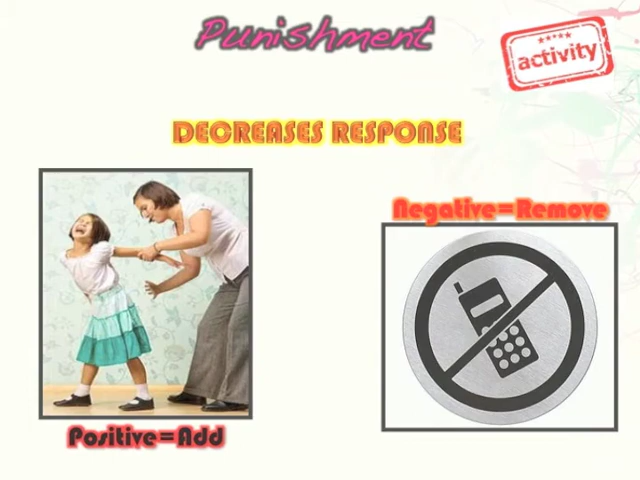 Punishment
activity
DECREASES RESPONSE
Negative=Remove
Positive=Add